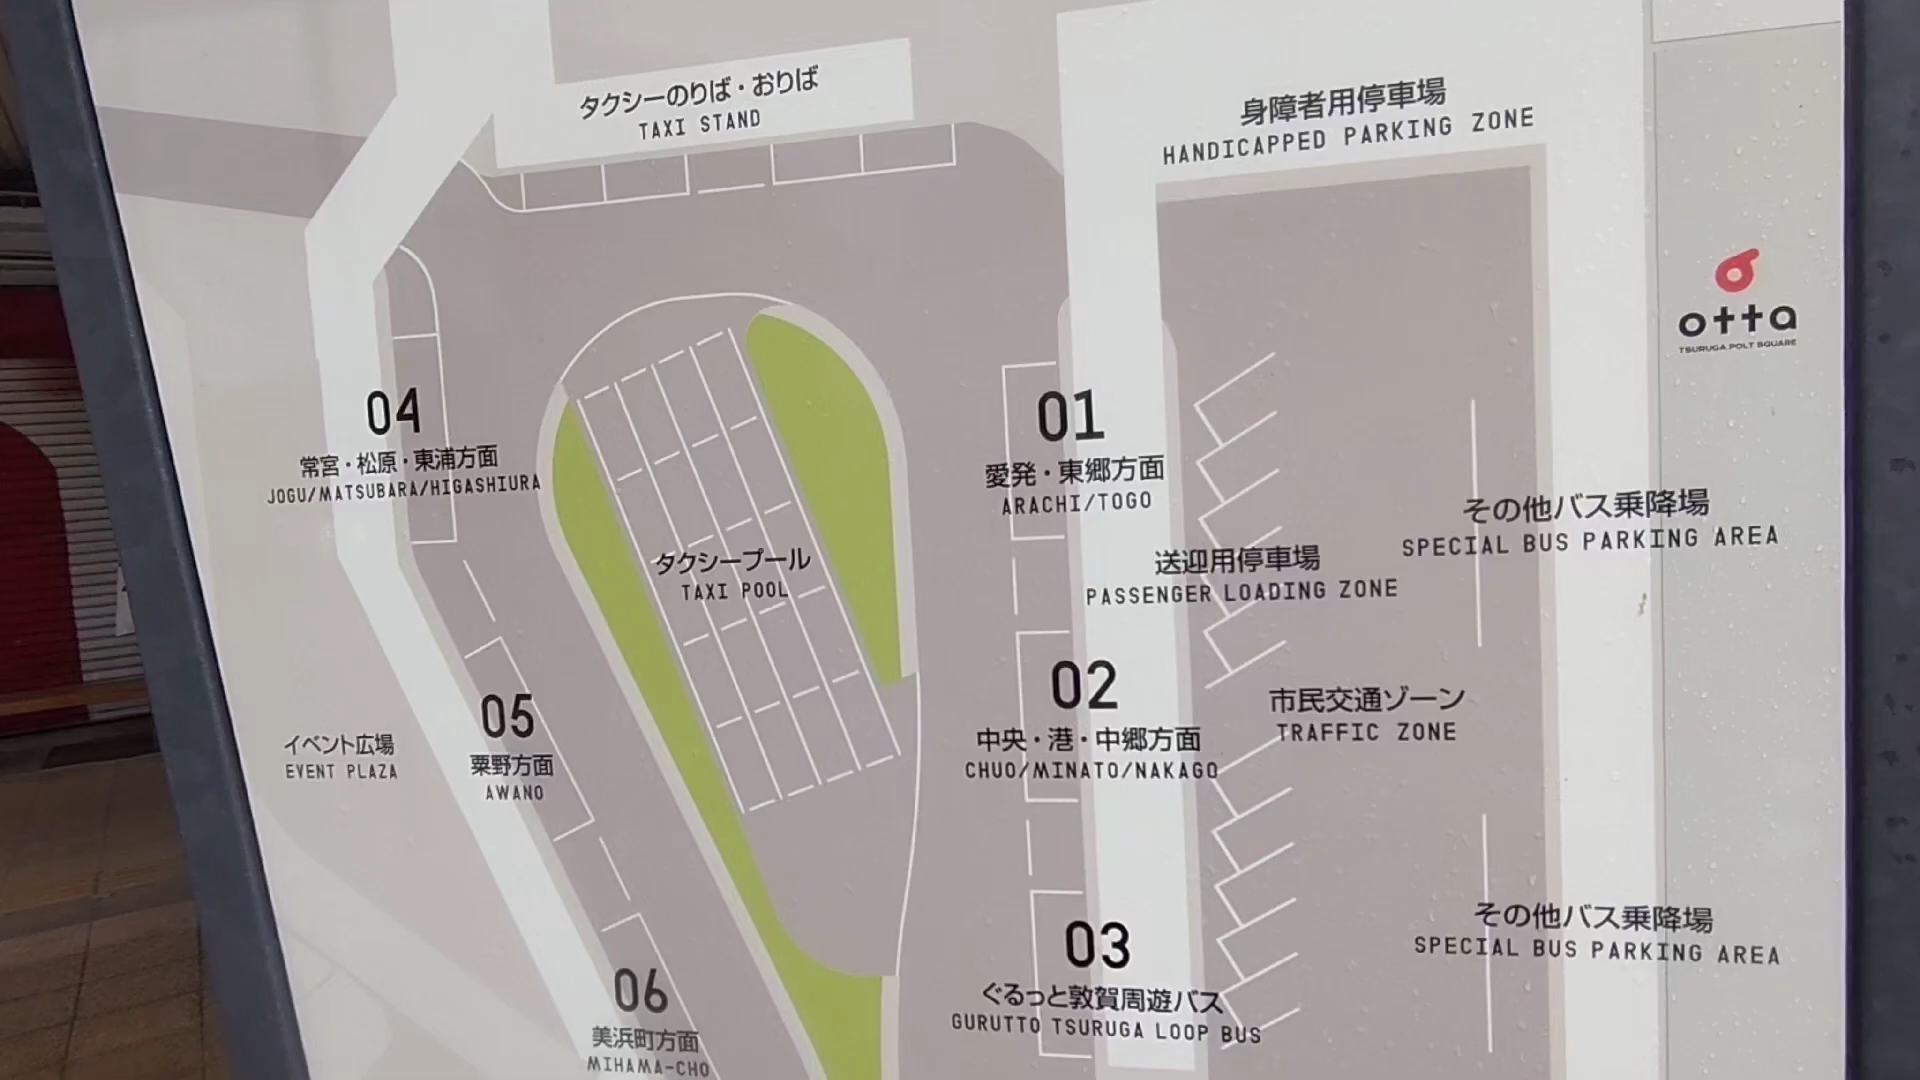 タクシーのりば・おりば
TAXI STAND
身障者用停車場
HANDICAPPED PARKING ZONE
otta
TSURUGA POLT SQUARE
04
常宮・松原・東浦方面
JOGU/MATSUBARA/HIGASHIURA
01
愛発・東郷方面
ARACHI/TOGO
その他バス乗降場
SPECIAL BUS PARKING AREA
タクシープール
TAXI POOL
送迎用停車場
PASSENGER LOADING ZONE
02
中央・港・中郷方面
CHUO/MINATO/NAKAGO
市民交通ゾーン
TRAFFIC ZONE
05
粟野方面
AWANO
イベント広場
EVENT PLAZA
03
ぐるっと敦賀周遊バス
GURUTTO TSURUGA LOOP BUS
その他バス乗降場
SPECIAL BUS PARKING AREA
06
美浜町方面
MIHAMA-CHO